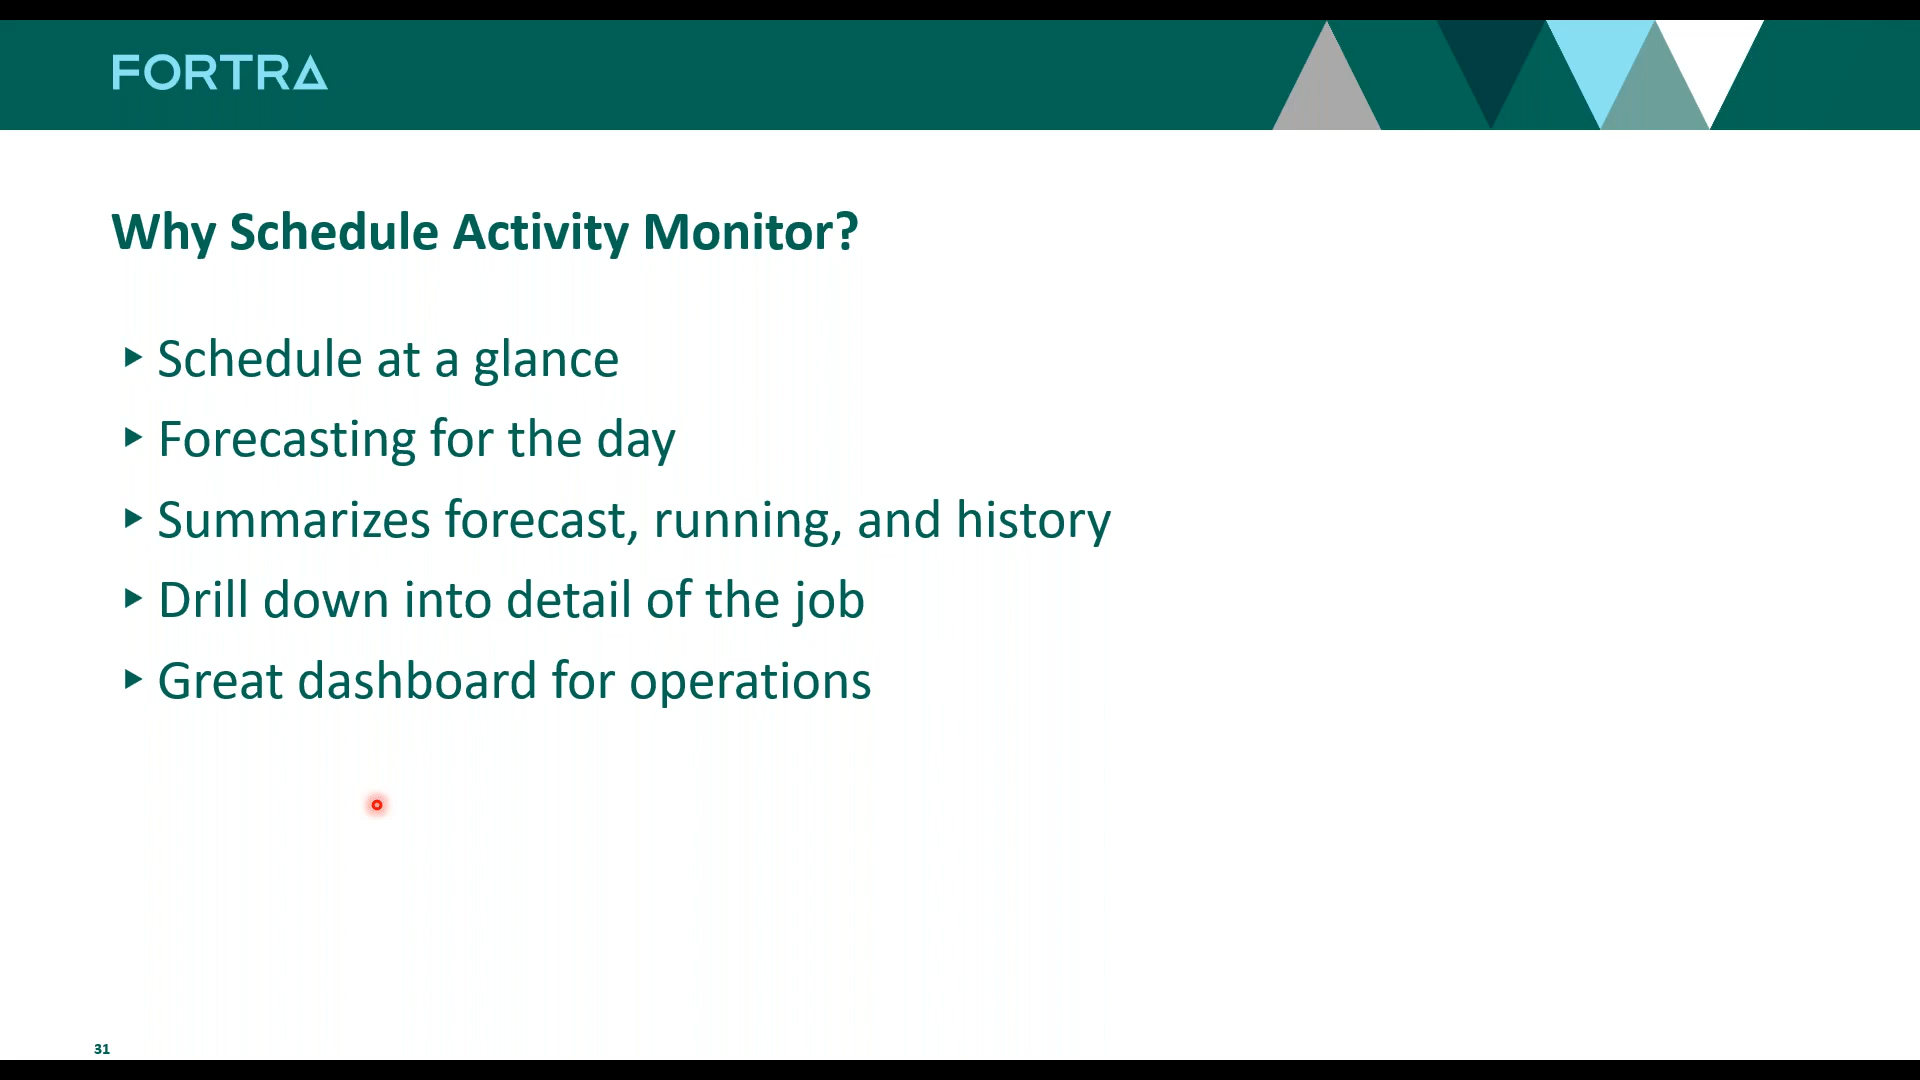 FORTRA
Why Schedule Activity Monitor?
Schedule at a glance
Forecasting for the day
Summarizes forecast, running, and history
Drill down into detail of the job
Great dashboard for operations
31